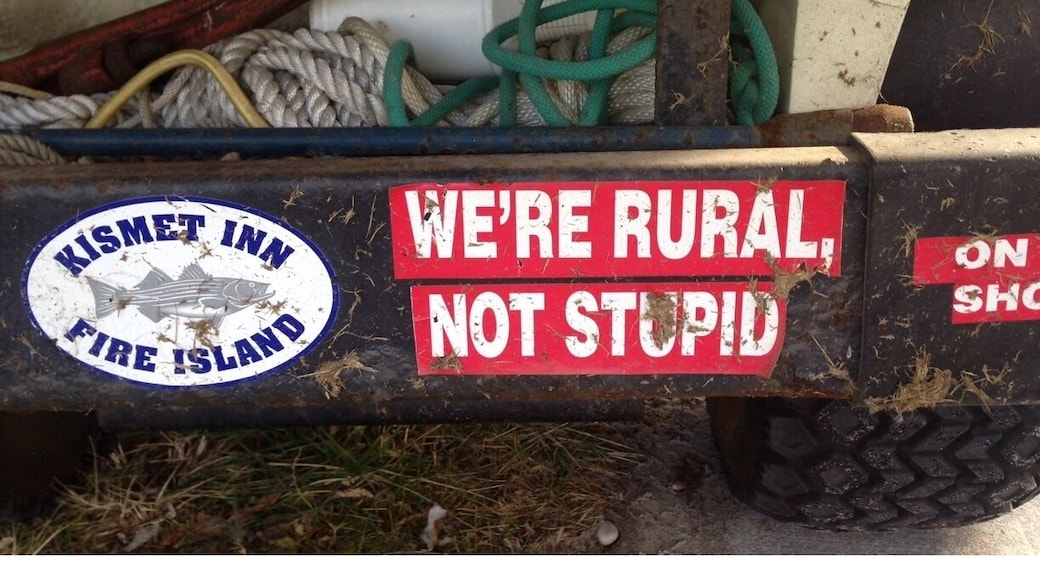 KISMET INN
FIRE ISLAND
WE'RE RURAL,
NOT STUPID
ON